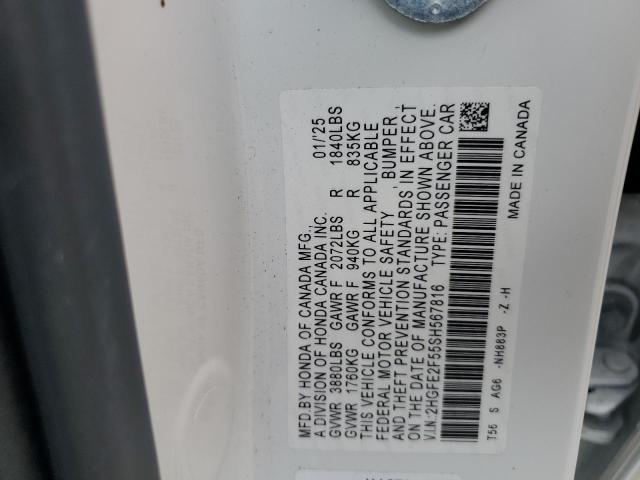 MFD. BY HONDA OF CANADA MFG.,
A DIVISION OF HONDA CANADA INC. 01/'25
GVWR 3880LBS GAWR F 2072LBS R 1840LBS
GVWR 1760KG GAWR F 940KG R 835KG
THIS VEHICLE CONFORMS TO ALL APPLICABLE
FEDERAL MOTOR VEHICLE SAFETY , BUMPER ,
AND THEFT PREVENTION STANDARDS IN EFFECT
ON THE DATE OF MANUFACTURE SHOWN ABOVE.
V.I.N:2HGFE2F55SH567816 TYPE: PASSENGER CAR
T56 S AG6 -NH883P -Z -H MADE IN CANADA